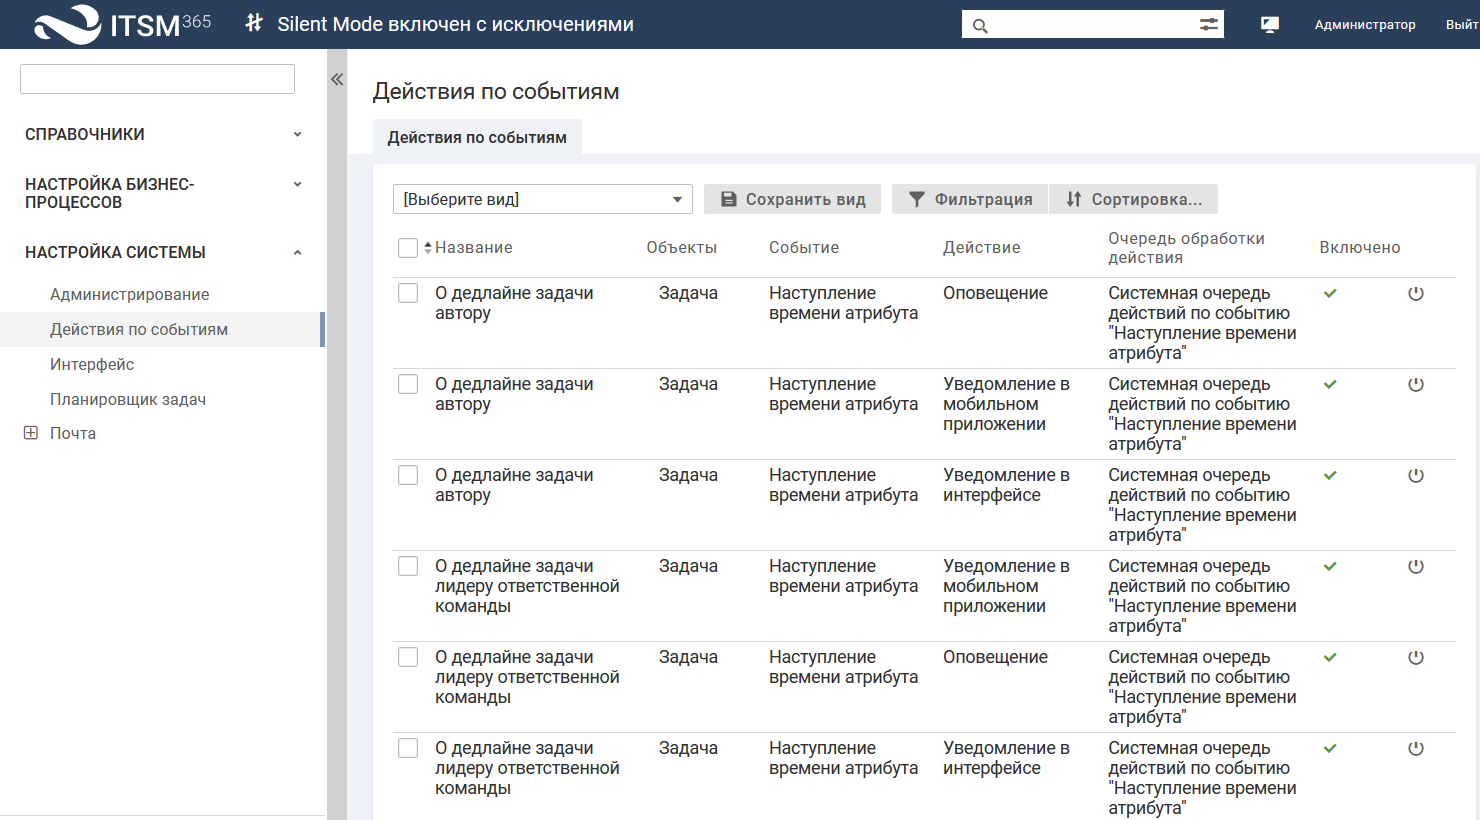 ITSM 365
Silent Mode включен с исключениями
Администратор
СПРАВОЧНИКИ
НАСТРОЙКА БИЗНЕС-
ПРОЦЕССОВ
НАСТРОЙКА СИСТЕМЫ
Администрирование
Действия по событиям
Интерфейс
Планировщик задач
Почта
Действия по событиям
Действия по событиям
[Выберите вид]
Сохранить вид
Фильтрация
Сортировка...
Название
Объекты
Событие
Действие
Очередь обработки
действия
Включено
О дедлайне задачи
автору
Задача
Наступление
времени атрибута
Оповещение
Системная очередь
действий по событию
"Наступление времени
атрибута"
О дедлайне задачи
автору
Задача
Наступление
времени атрибута
Уведомление в
мобильном
приложении
Системная очередь
действий по событию
"Наступление времени
атрибута"
О дедлайне задачи
автору
Задача
Наступление
времени атрибута
Уведомление в
интерфейсе
Системная очередь
действий по событию
"Наступление времени
атрибута"
О дедлайне задачи
лидеру ответственной
команды
Задача
Наступление
времени атрибута
Уведомление в
мобильном
приложении
Системная очередь
действий по событию
"Наступление времени
атрибута"
О дедлайне задачи
лидеру ответственной
команды
Задача
Наступление
времени атрибута
Оповещение
Системная очередь
действий по событию
"Наступление времени
атрибута"
О дедлайне задачи
лидеру ответственной
команды
Задача
Наступление
времени атрибута
Уведомление в
интерфейсе
Системная очередь
действий по событию
"Наступление времени
атрибута"